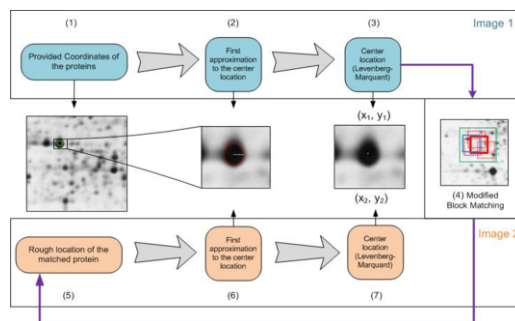 (1)
(2)
(3)
Image 1
Provided Coordinates of
the proteins
First
approximation
to the center
location
Center
location
(Levenberg-
Marquard)
(x₁, y₁)
(x₂, y₂)
(4) Modified
Block Matching
Image 2
Rough location of the
matched protein
First
approximation
to the center
location
Center
location
(Levenberg-
Marquard)
(5)
(6)
(7)